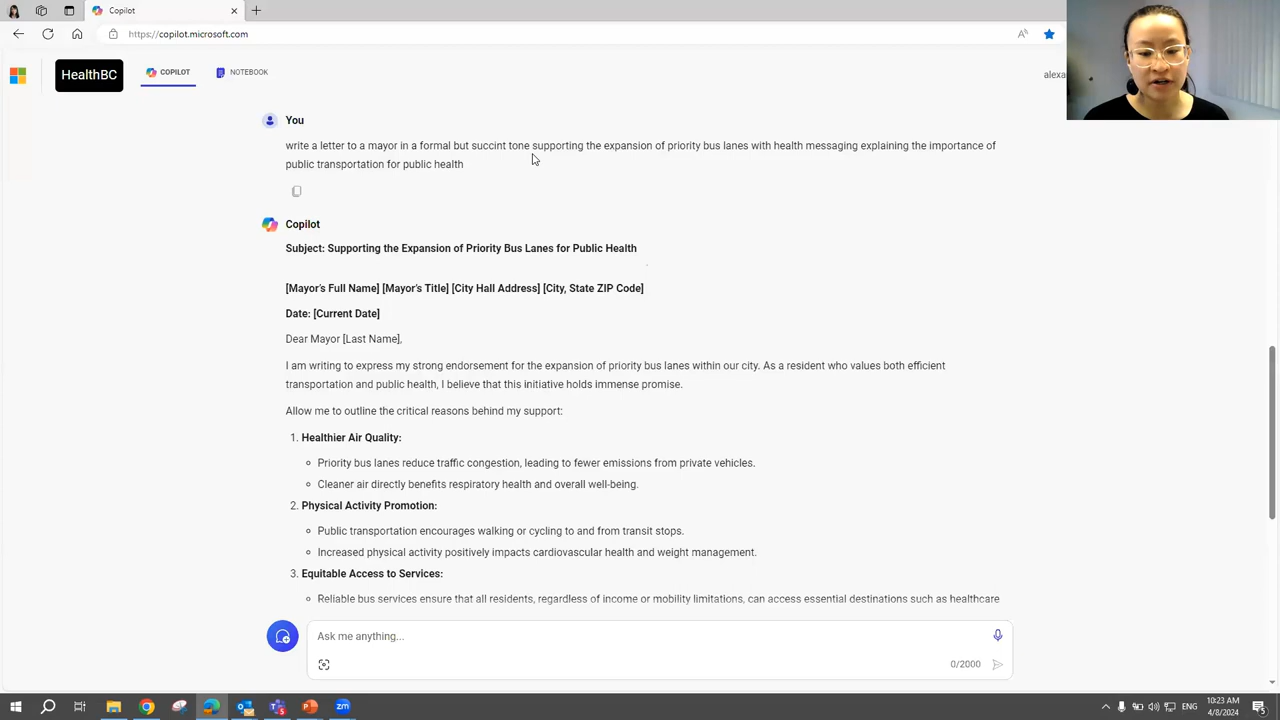 Copilot
https://copilot.microsoft.com
HealthBC
COPILOT
NOTEBOOK
alexa
You
write a letter to a mayor in a formal but succint tone supporting the expansion of priority bus lanes with health messaging explaining the importance of
public transportation for public health
Copilot
Subject: Supporting the Expansion of Priority Bus Lanes for Public Health
[Mayor's Full Name] [Mayor's Title] [City Hall Address] [City, State ZIP Code]
Date: [Current Date]
Dear Mayor [Last Name],
I am writing to express my strong endorsement for the expansion of priority bus lanes within our city. As a resident who values both efficient
transportation and public health, I believe that this initiative holds immense promise.
Allow me to outline the critical reasons behind my support:
1. Healthier Air Quality:
Priority bus lanes reduce traffic congestion, leading to fewer emissions from private vehicles.
Cleaner air directly benefits respiratory health and overall well-being.
2. Physical Activity Promotion:
Public transportation encourages walking or cycling to and from transit stops.
Increased physical activity positively impacts cardiovascular health and weight management.
3. Equitable Access to Services:
Reliable bus services ensure that all residents, regardless of income or mobility limitations, can access essential destinations such as healthcare
Ask me anything...
0/2000
zm
ENG
10:23 AM
4/8/2024
5